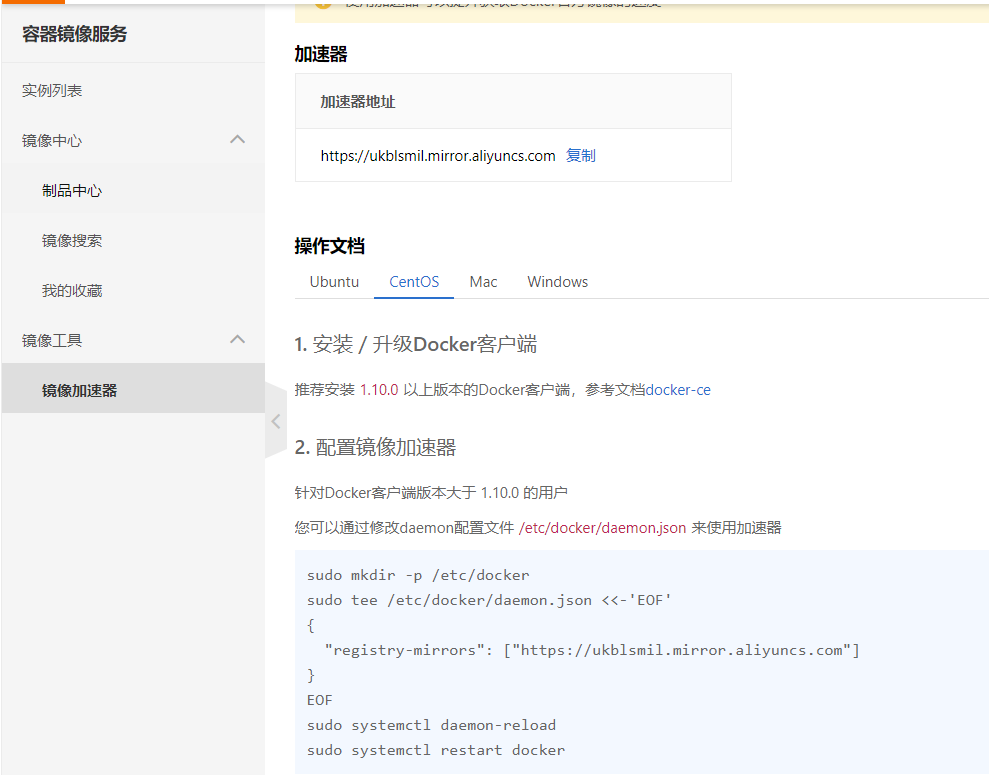 容器镜像服务
实例列表
镜像中心
制品中心
镜像搜索
我的收藏
镜像工具
镜像加速器
加速器
加速器地址
https://ukblsmil.mirror.aliyuncs.com 复制
操作文档
Ubuntu CentOS Mac Windows
1. 安装 / 升级Docker客户端
推荐安装 1.10.0 以上版本的Docker客户端，参考文档docker-ce
2. 配置镜像加速器
针对Docker客户端版本大于 1.10.0 的用户
您可以通过修改daemon配置文件 /etc/docker/daemon.json 来使用加速器
sudo mkdir -p /etc/docker
sudo tee /etc/docker/daemon.json <<-'EOF'
{
  "registry-mirrors": ["https://ukblsmil.mirror.aliyuncs.com"]
}
EOF
sudo systemctl daemon-reload
sudo systemctl restart docker